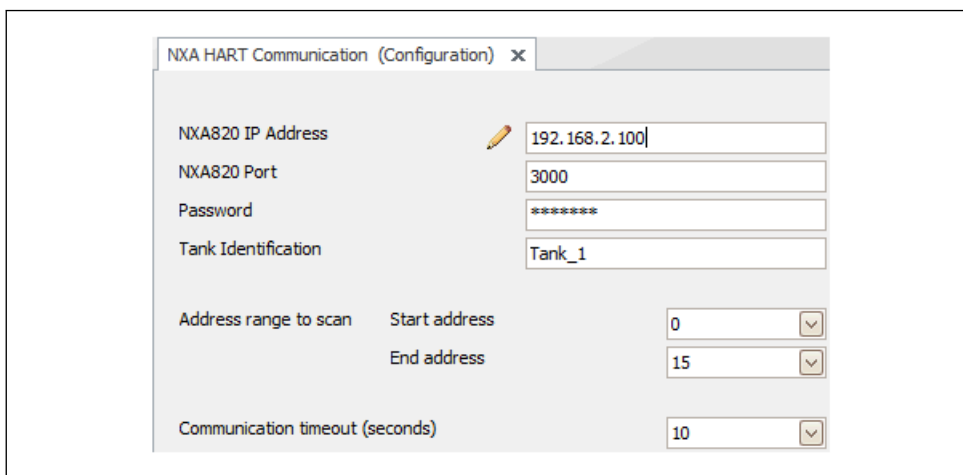 NXA HART Communication (Configuration) x
NXA820 IP Address 192.168.2.100
NXA820 Port 3000
Password *******
Tank Identification Tank_1
Address range to scan Start address 0
End address 15
Communication timeout (seconds) 10